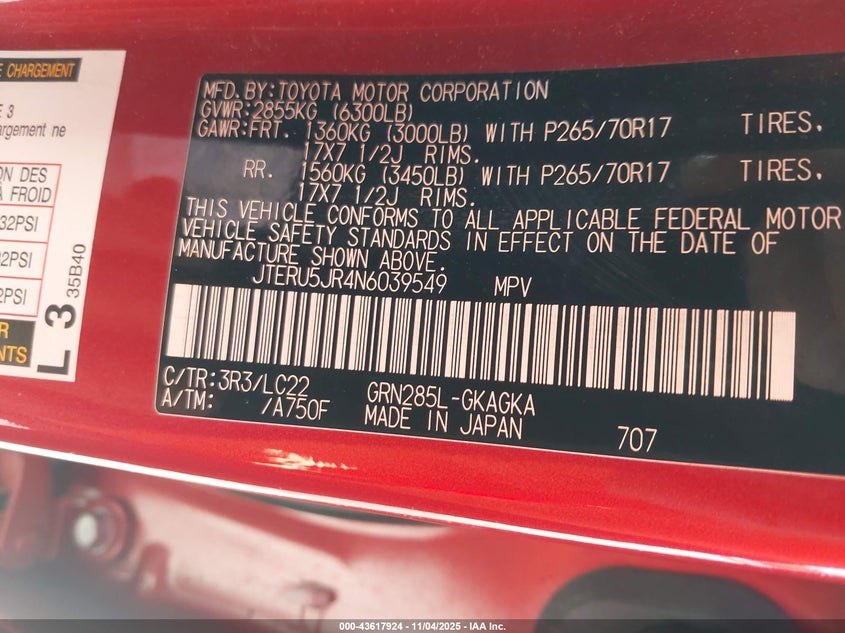 E CHARGEMENT
E 3
argement ne
ON DES
À FROID
32PSI
2PSI
2PSI
R
NTS
L 3
35B40
MFD. BY: TOYOTA MOTOR CORPORATION
GVWR: 2855KG (6300LB)
GAWR: FRT. 1360KG (3000LB) WITH P265/70R17 TIRES,
17X7 1/2J RIMS.
RR. 1560KG (3450LB) WITH P265/70R17 TIRES,
17X7 1/2J RIMS.
THIS VEHICLE CONFORMS TO ALL APPLICABLE FEDERAL MOTOR
VEHICLE SAFETY STANDARDS IN EFFECT ON THE DATE OF
MANUFACTURE SHOWN ABOVE.
JTERU5JR4N6039549 MPV
C/TR: 3R3/LC22 GRN285L-GKAGKA
A/TM: /A750F MADE IN JAPAN 707
000-43617924 - 11/04/2025 - IAA Inc.